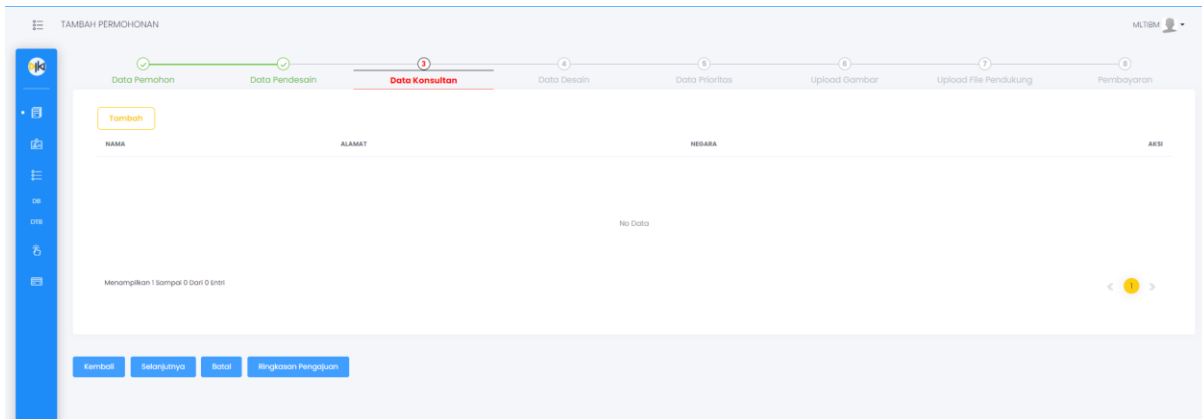 TAMBAH PERMOHONAN
MLTIBM
3 4 5 6 7 8
Data Pemohon Data Pendesain Data Konsultan Data Desain Data Prioritas Upload Gambar Upload File Pendukung Pembayaran
Tambah
NAMA ALAMAT NEGARA AKSI
DB
DTB
No Data
Menampilkan 1 Sampai 0 Dari 0 Entri
« 1 »
Kembali Selanjutnya Batal Ringkasan Pengajuan